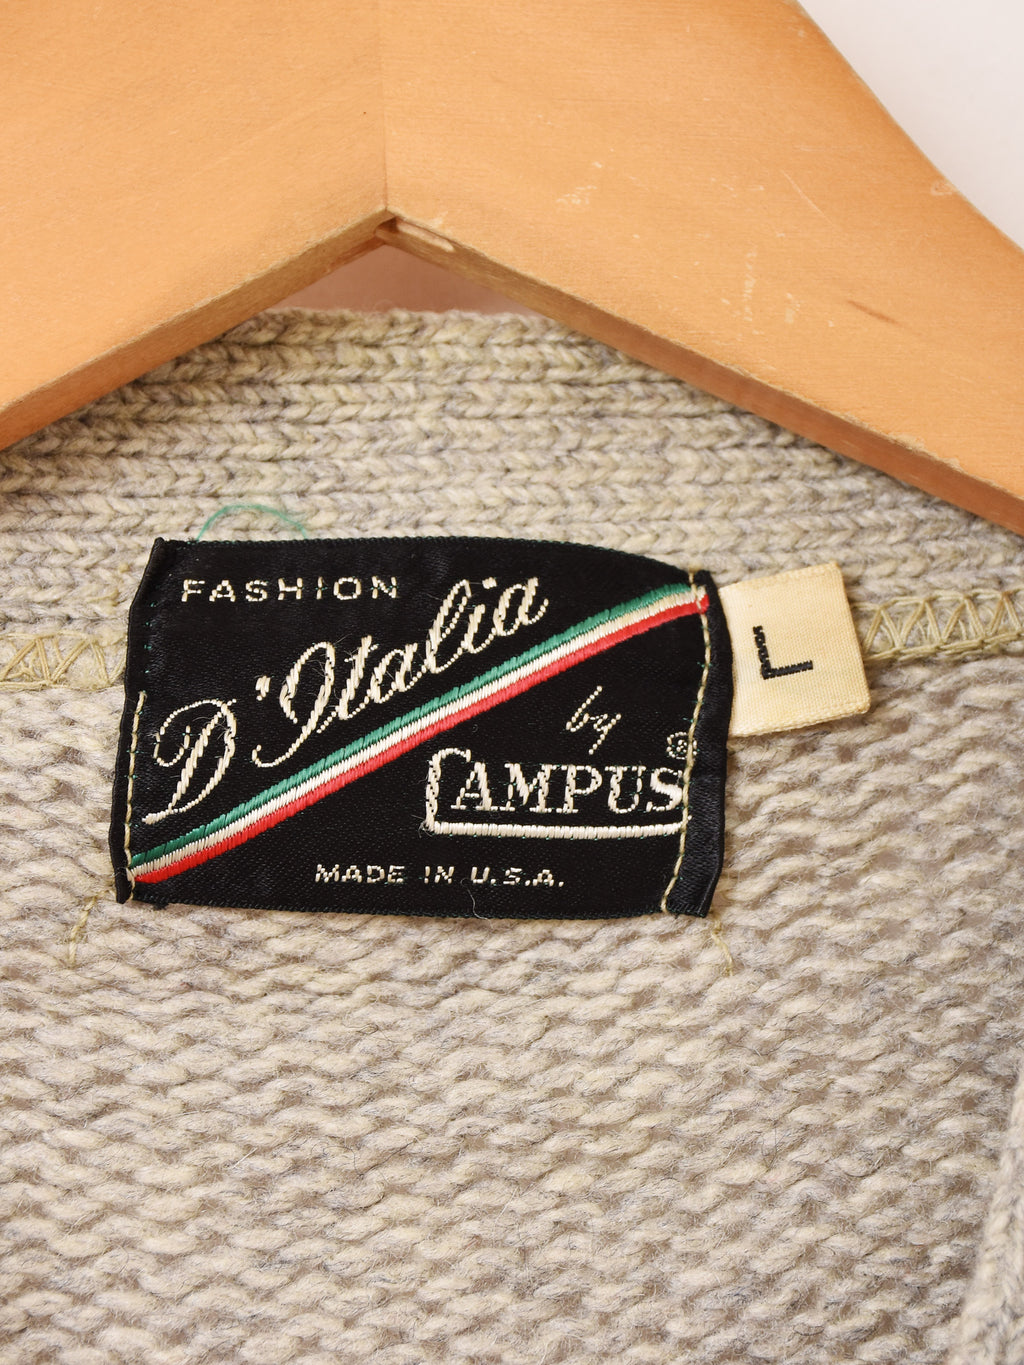 FASHION
D'Italia
by
CAMPUS®
MADE IN U.S.A.
L